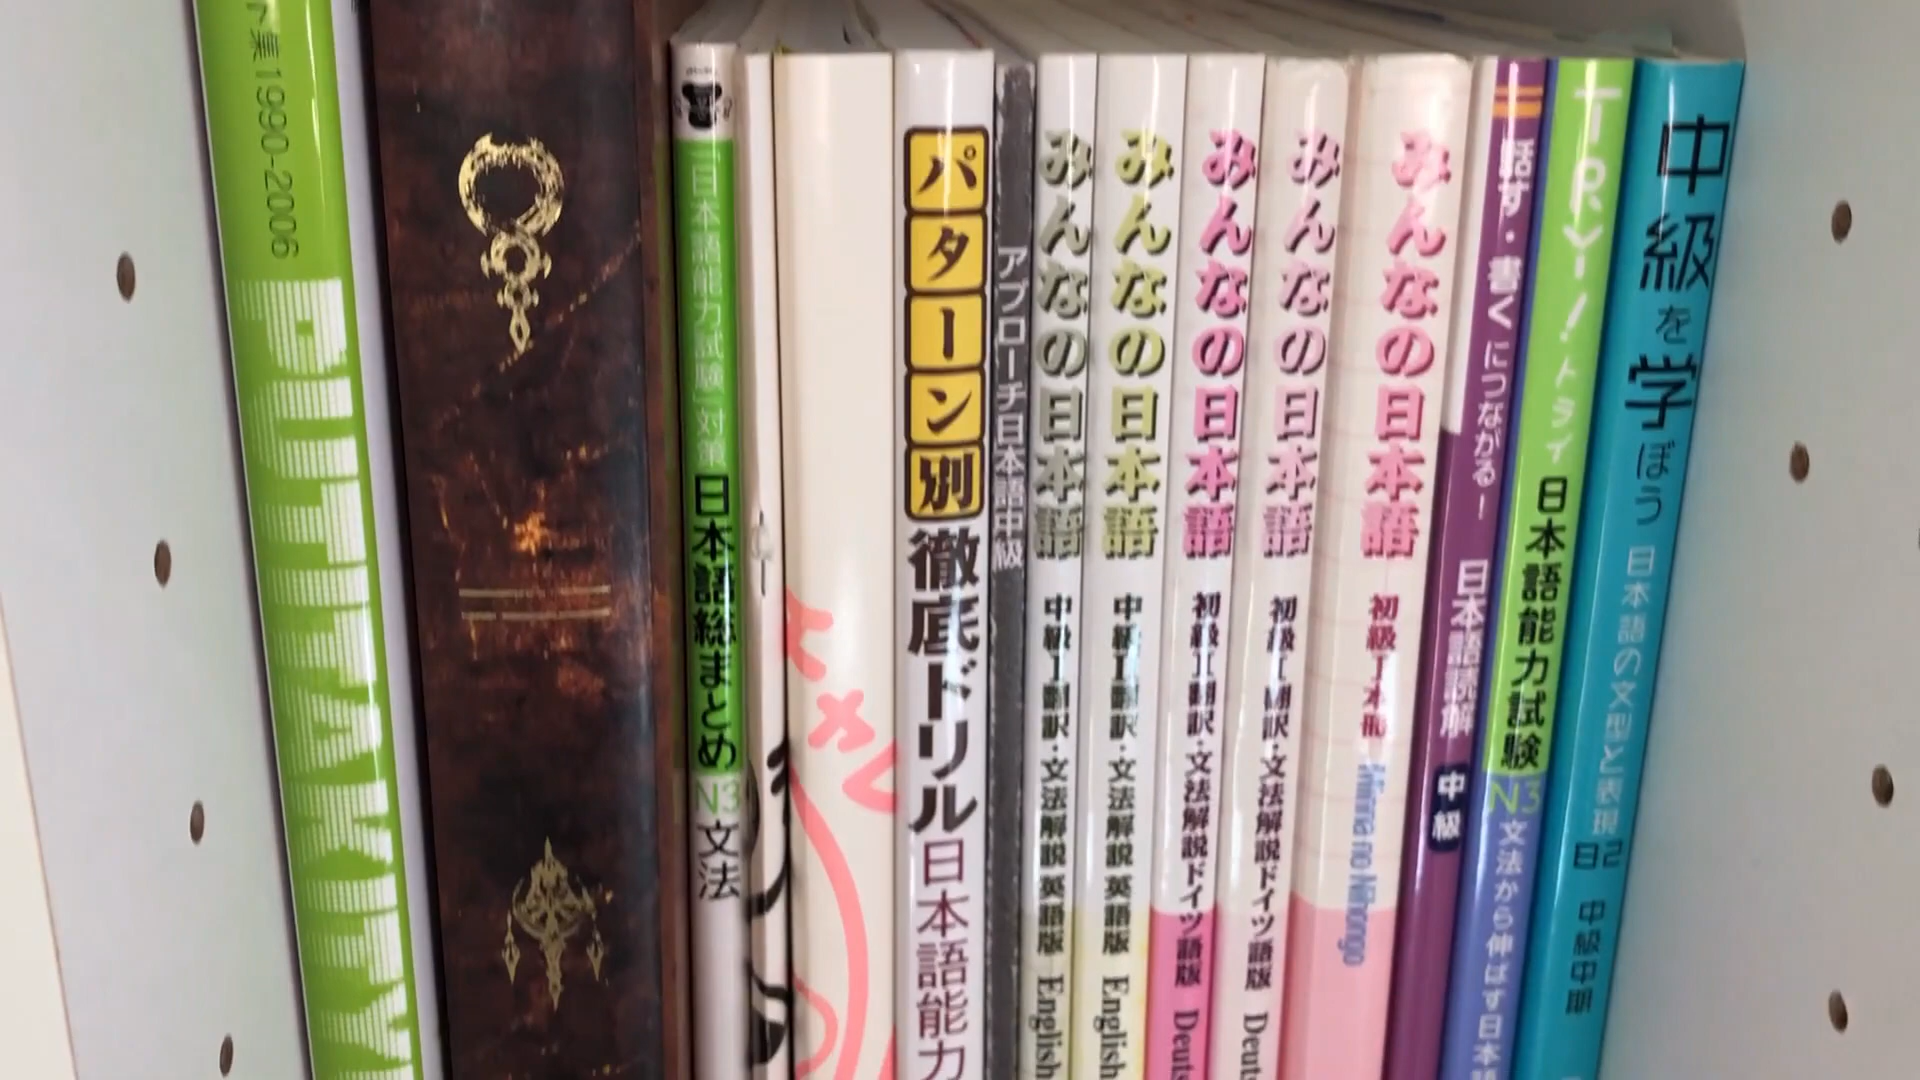 集 1990-2006
PUTITAKITY
「日本語能力試験」対策 日本語総まとめ N3 文法
パターン別 徹底ドリル 日本語能力
アプローチ日本語中級
みんなの日本語 中級Ⅰ翻訳・文法解説 英語版 English
みんなの日本語 中級Ⅰ翻訳・文法解説 英語版 English
みんなの日本語 初級Ⅰ翻訳・文法解説ドイツ語版 Deuts
みんなの日本語 初級Ⅰ翻訳・文法解説ドイツ語版 Deuts
みんなの日本語 初級Ⅰ本冊 Minna no Nihongo
話す・書くにつながる! 日本語読解 中級
TRY! トライ 日本語能力試験 N3 文法から伸ばす日本語
中級を学ぼう 日本語の文型と表現82 中級中期